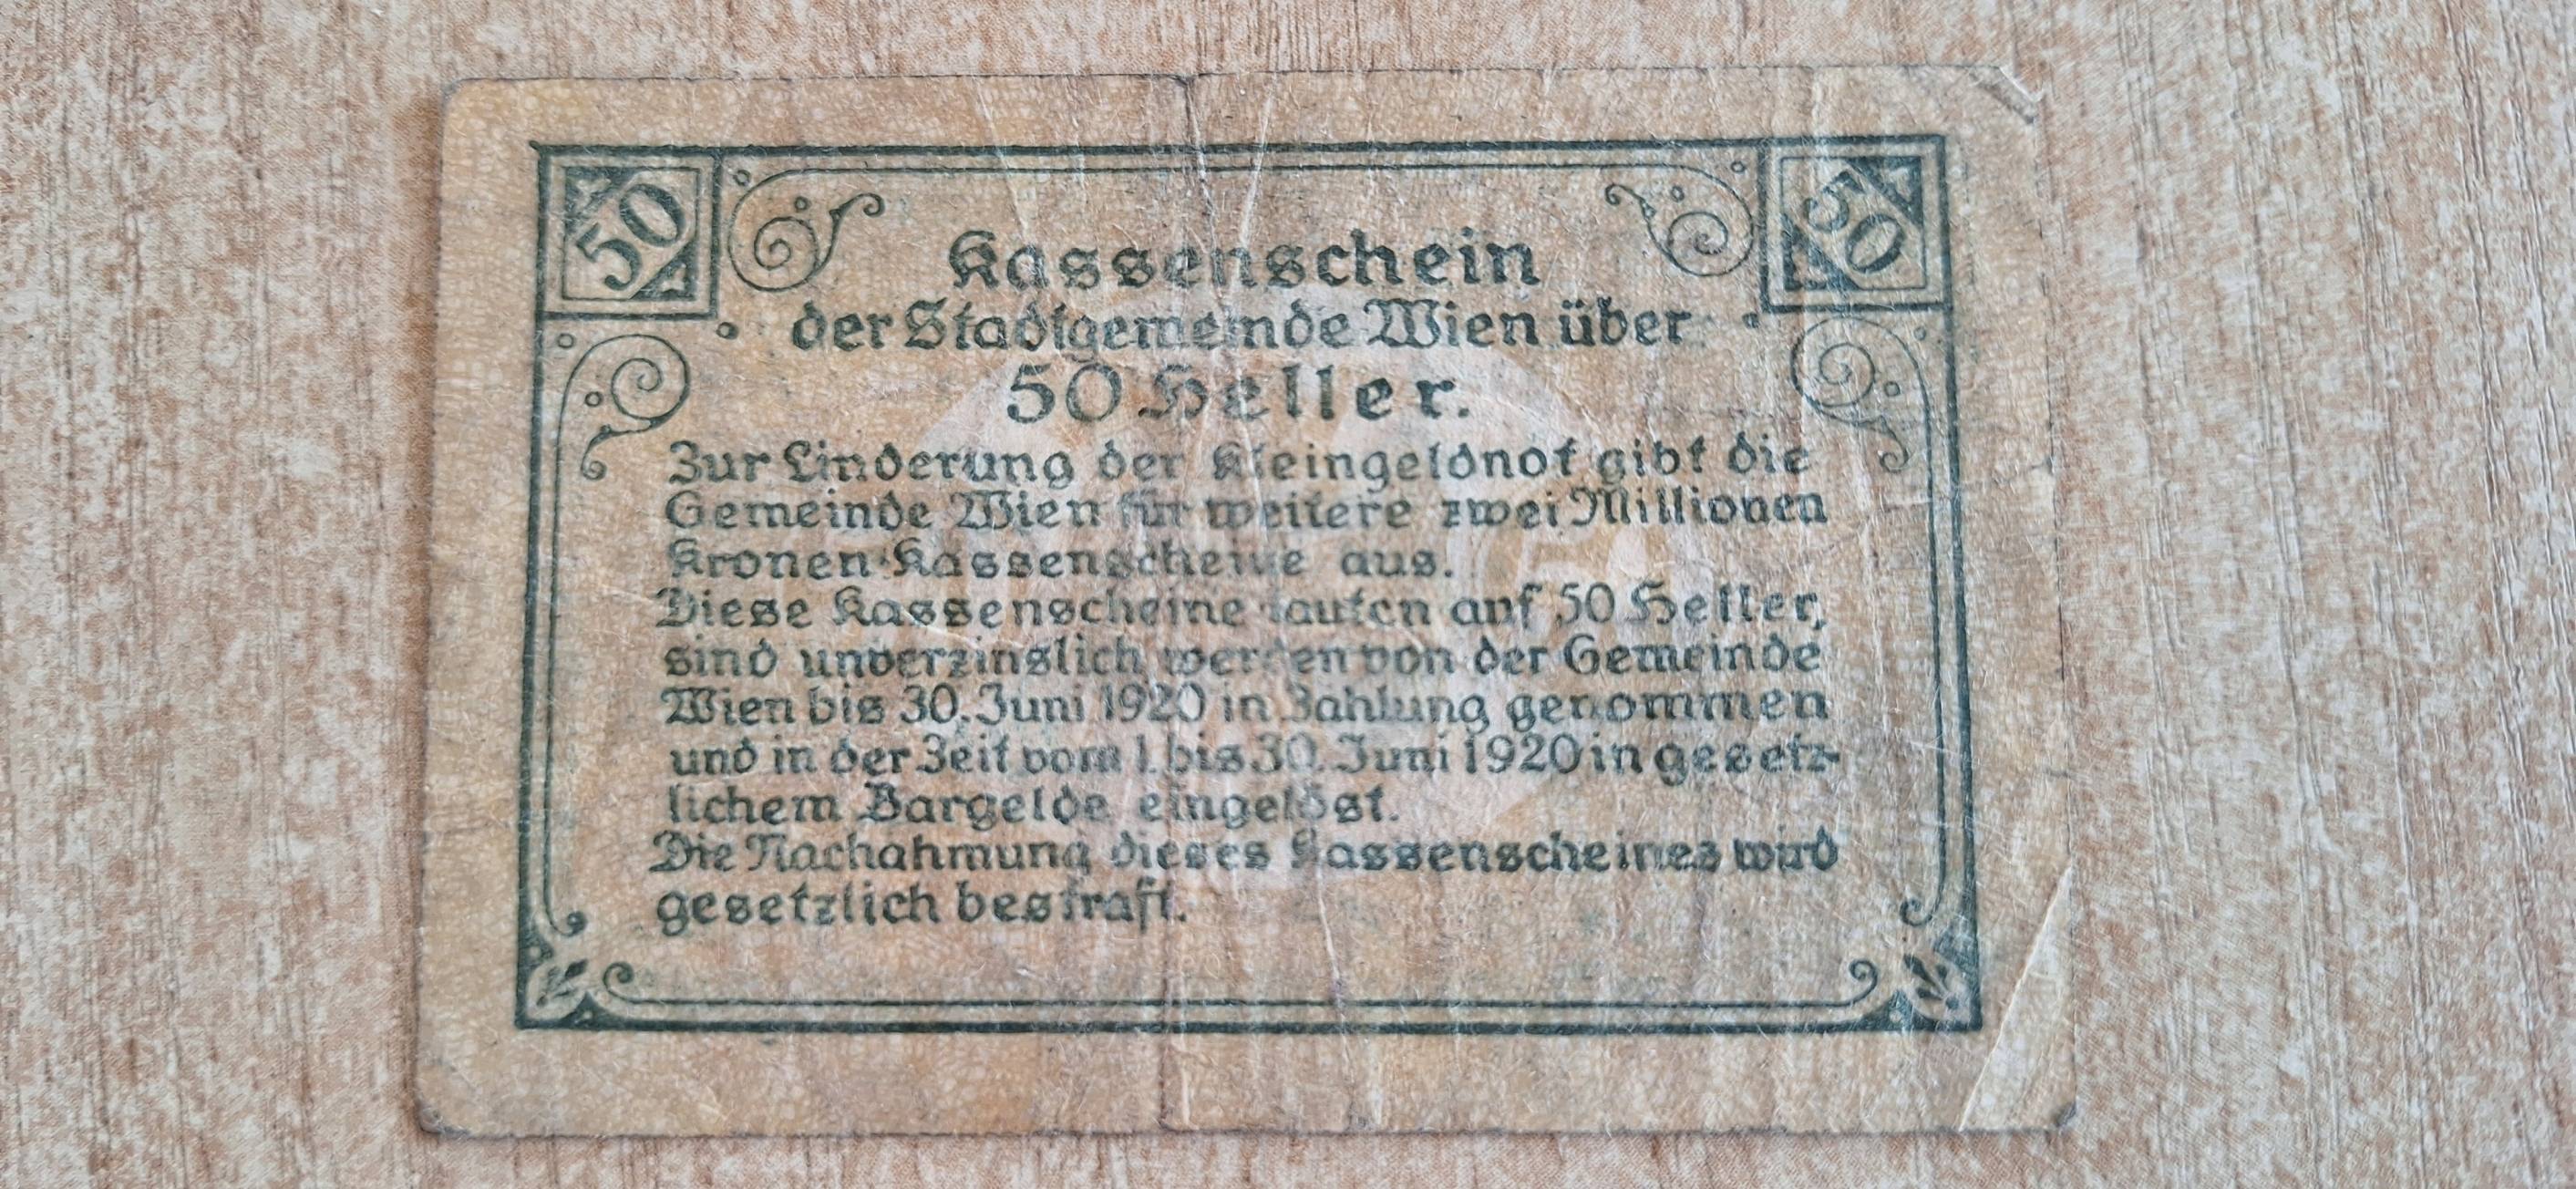 50
50
Kassenschein
der Stadtgemeinde Wien über
50 Heller.
Zur Linderung der Kleingeldnot gibt die
Gemeinde Wien für weitere zwei Millionen
Kronen Kassenscheine aus.
Diese Kassenscheine lauten auf 50 Heller,
sind unverzinslich werden von der Gemeinde
Wien bis 30. Juni 1920 in Zahlung genommen
und in der Zeit vom 1. bis 30. Juni 1920 in gesetz-
lichem Bargelde eingelöst.
Die Nachahmung dieses Kassenscheines wird
gesetzlich bestraft.